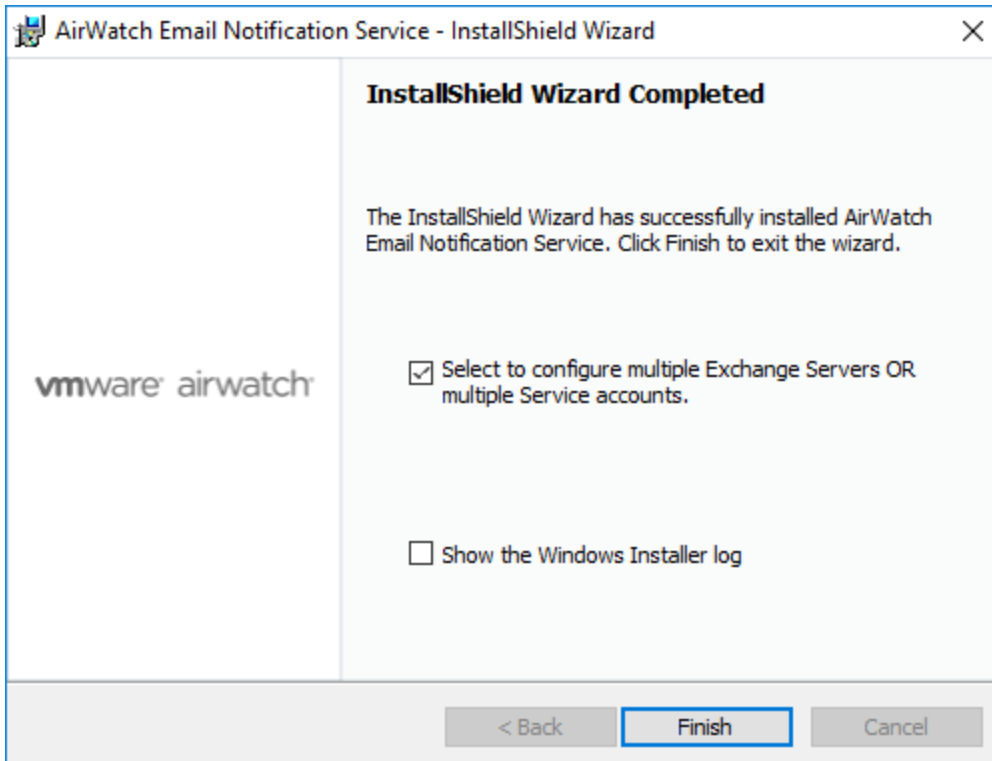 AirWatch Email Notification Service - InstallShield Wizard
InstallShield Wizard Completed
The InstallShield Wizard has successfully installed AirWatch
Email Notification Service. Click Finish to exit the wizard.
vmware airwatch
Select to configure multiple Exchange Servers OR
multiple Service accounts.
Show the Windows Installer log
< Back
Finish
Cancel